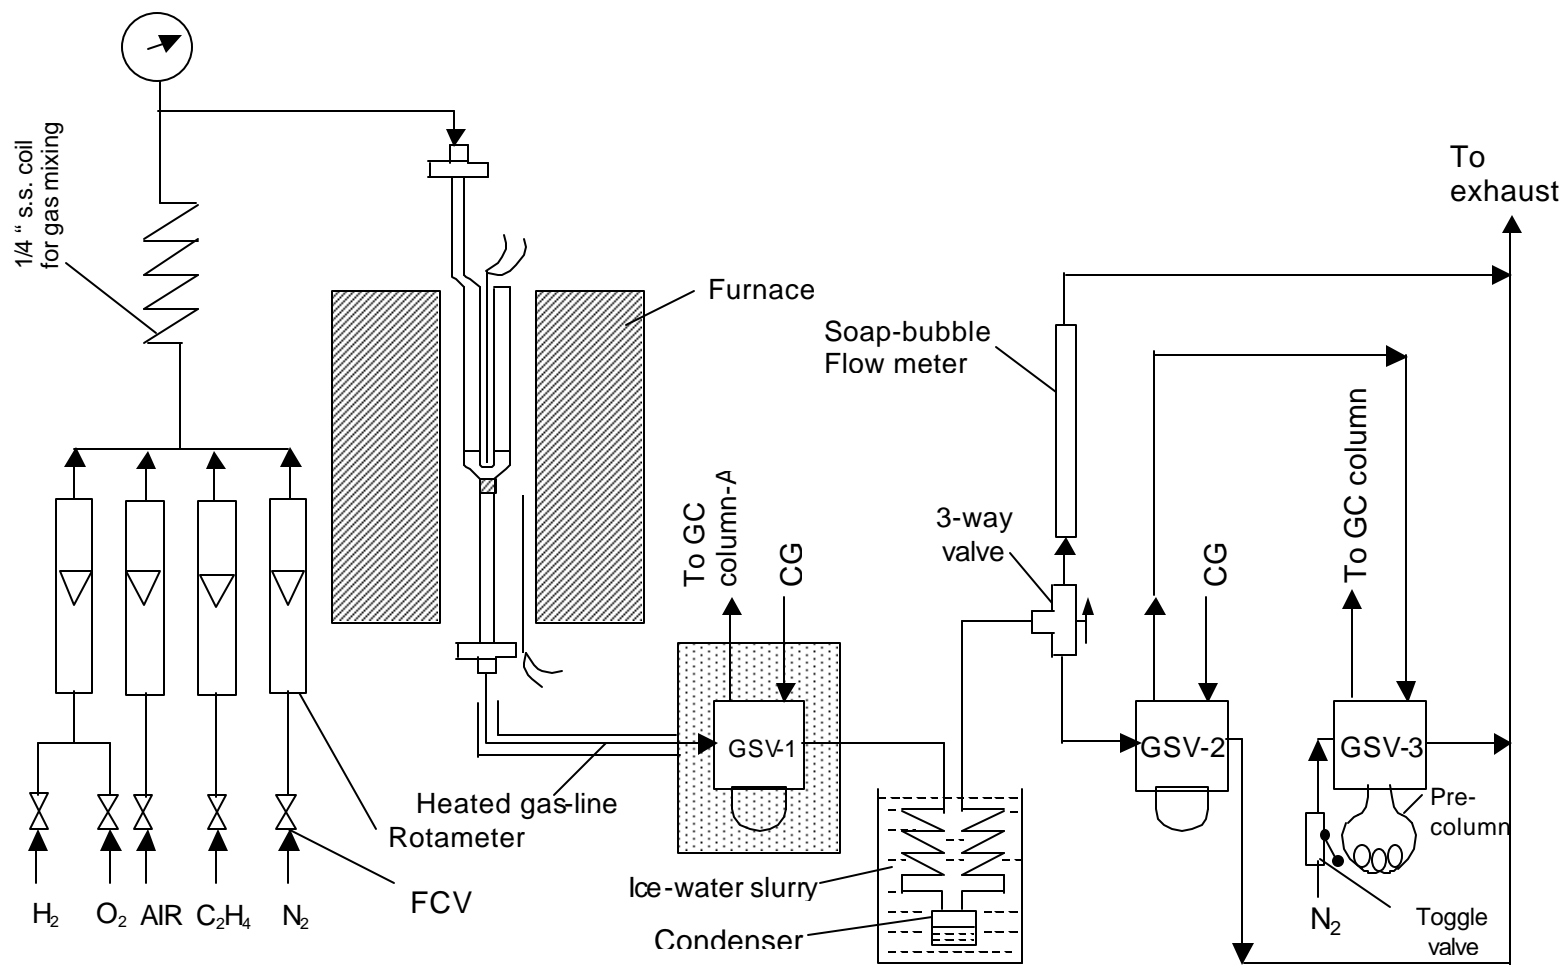 To
exhaust
1/4 “ s.s. coil
for gas mixing
Furnace
Soap-bubble
Flow meter
To GC column
To GC
column-A
CG
3-way
valve
CG
GSV-1
GSV-2
GSV-3
Heated gas-line
Rotameter
Pre-
column
Ice-water slurry
FCV
H₂
O₂
AIR
C₂H₄
N₂
Condenser
N₂
Toggle
valve